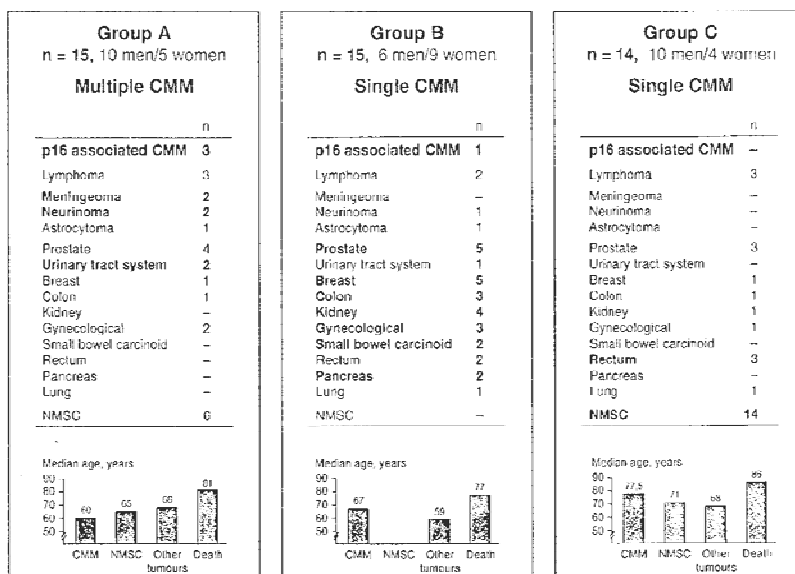 Group A
n = 15, 10 men/5 women
Multiple CMM
n
p16 associated CMM 3
Lymphoma 3
Meningeoma 2
Neurinoma 2
Astrocytoma 1
Prostate 4
Urinary tract system 2
Breast 1
Colon 1
Kidney –
Gynecological 2
Small bowel carcinoid –
Rectum –
Pancreas –
Lung –
NMSC 6
Median age, years
90
80
70
60
50
60
65
81
CMM NMSC Other Death
tumours
Group B
n = 15, 6 men/9 women
Single CMM
n
p16 associated CMM 1
Lymphoma 2
Meningeoma –
Neurinoma 1
Astrocytoma 1
Prostate 5
Urinary tract system 1
Breast 5
Colon 3
Kidney 4
Gynecological 3
Small bowel carcinoid 2
Rectum 2
Pancreas 2
Lung 1
NMSC –
Median age, years
90
80
70
60
50
67
59
77
CMM NMSC Other Death
tumours
Group C
n = 14, 10 men/4 women
Single CMM
n
p16 associated CMM –
Lymphoma 3
Meningeoma –
Neurinoma –
Astrocytoma –
Prostate 3
Urinary tract system –
Breast 1
Colon 1
Kidney 1
Gynecological 1
Small bowel carcinoid –
Rectum 3
Pancreas –
Lung 1
NMSC 14
Median age, years
90
80
70
60
50
77,5
71
68
86
CMM NMSC Other Death
tumours